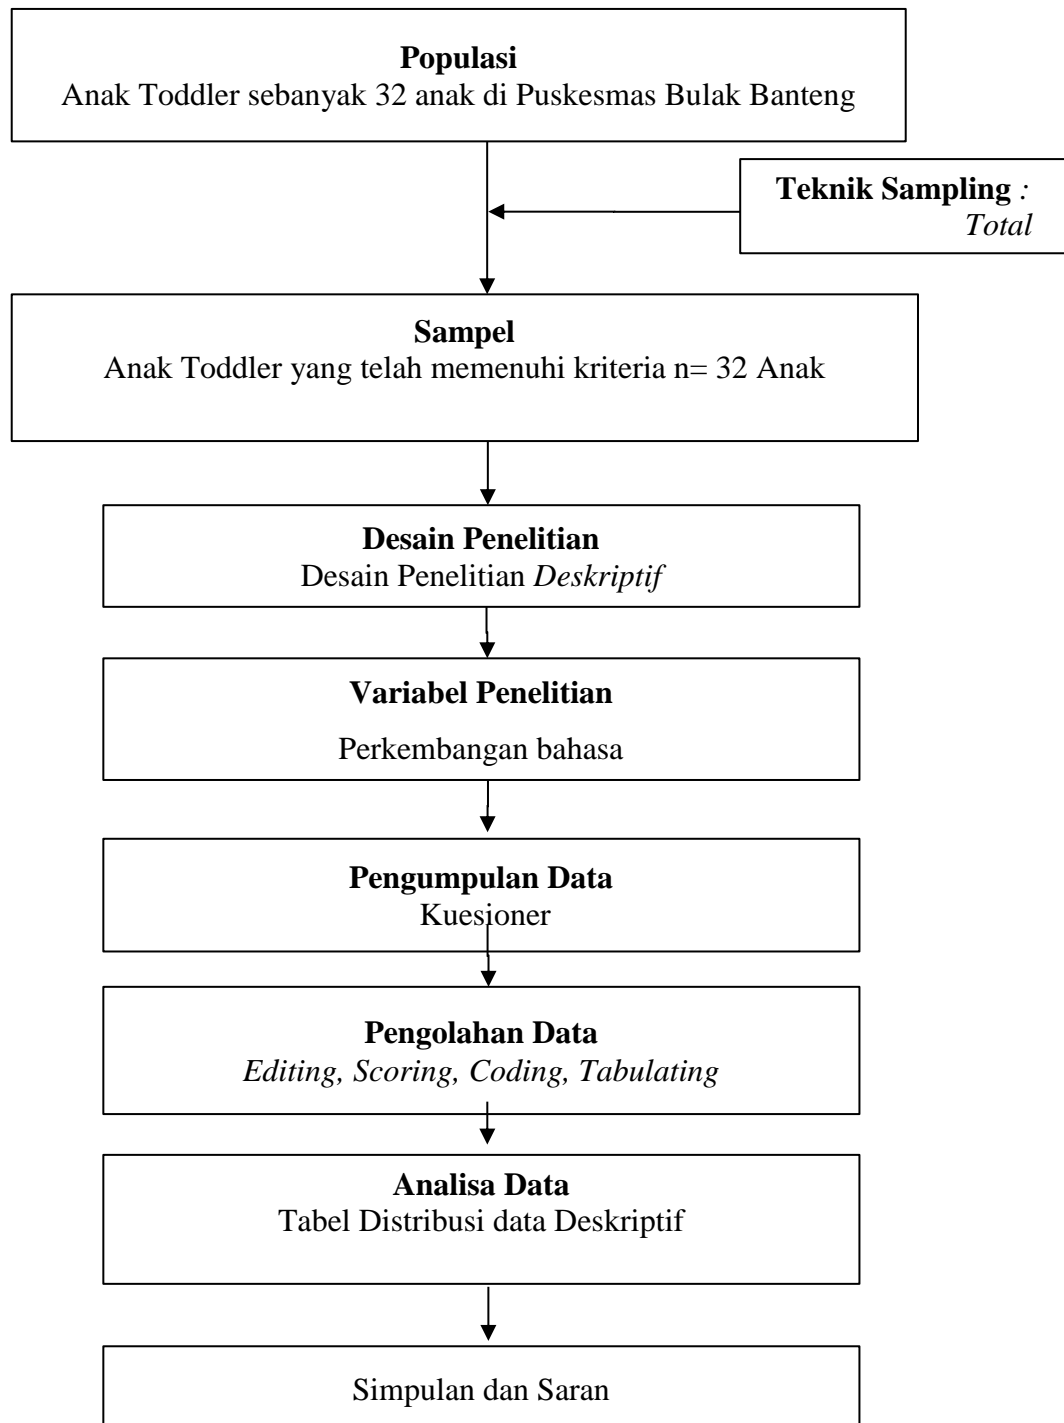 Populasi
Anak Toddler sebanyak 32 anak di Puskesmas Bulak Banteng
Teknik Sampling :
Total
Sampel
Anak Toddler yang telah memenuhi kriteria n= 32 Anak
Desain Penelitian
Desain Penelitian Deskriptif
Variabel Penelitian
Perkembangan bahasa
Pengumpulan Data
Kuesioner
Pengolahan Data
Editing, Scoring, Coding, Tabulating
Analisa Data
Tabel Distribusi data Deskriptif
Simpulan dan Saran